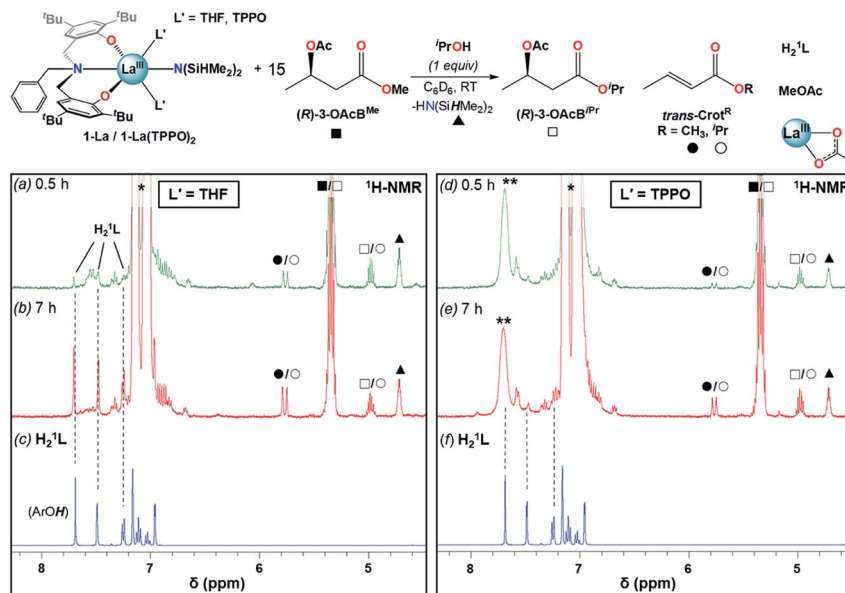 ᵗBu ᵗBu L' L' = THF, TPPO
O
N La^III N(SiHMe₂)₂ + 15
O
L'
ᵗBu ᵗBu
1-La / 1-La(TPPO)₂
OAc O
OMe
(R)-3-OAcB^Me
■
ⁱPrOH
(1 equiv)
C₆D₆, RT
-HN(SiHMe₂)₂
▲
OAc O
OⁱPr
(R)-3-OAcB^iPr
□
O
OR
trans-Crot^R
R = CH₃, ⁱPr
● ○
H₂¹L
MeOAc
La^III O
O
(a) 0.5 h L' = THF * ■/□ ¹H-NMR
H₂¹L
●/○ □/○ ▲
(b) 7 h
●/○ □/○ ▲
(c) H₂¹L
(ArOH)
8 7 6 5
δ (ppm)
(d) 0.5 h ** L' = TPPO * ■/□ ¹H-NMR
●/○ □/○ ▲
(e) 7 h **
●/○ □/○ ▲
(f) H₂¹L
8 7 6 5
δ (ppm)